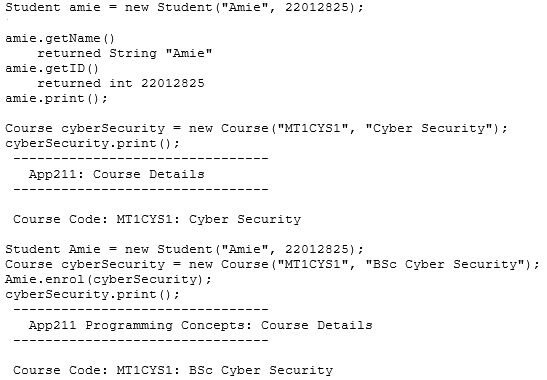 Student amie = new Student("Amie", 22012825);
amie.getName()
    returned String "Amie"
amie.getID()
    returned int 22012825
amie.print();
Course cyberSecurity = new Course("MT1CYS1", "Cyber Security");
cyberSecurity.print();
 --------------------------------
   App211: Course Details
 --------------------------------
 Course Code: MT1CYS1: Cyber Security
Student Amie = new Student("Amie", 22012825);
Course cyberSecurity = new Course("MT1CYS1", "BSc Cyber Security");
Amie.enrol(cyberSecurity);
cyberSecurity.print();
 --------------------------------
   App211 Programming Concepts: Course Details
 --------------------------------
 Course Code: MT1CYS1: BSc Cyber Security